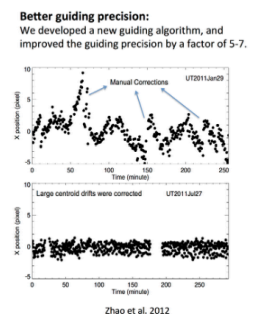 Better guiding precision:
We developed a new guiding algorithm, and
improved the guiding precision by a factor of 5-7.
10
5
0
-5
X position (pixel)
Manual Corrections
UT2011Jan29
0 50 100 150 200 250
Time (minute)
10
5
0
-5
X position (pixel)
Large centroid drifts were corrected
UT2011Jul27
0 50 100 150 200 250
Time (minute)
Zhao et al. 2012